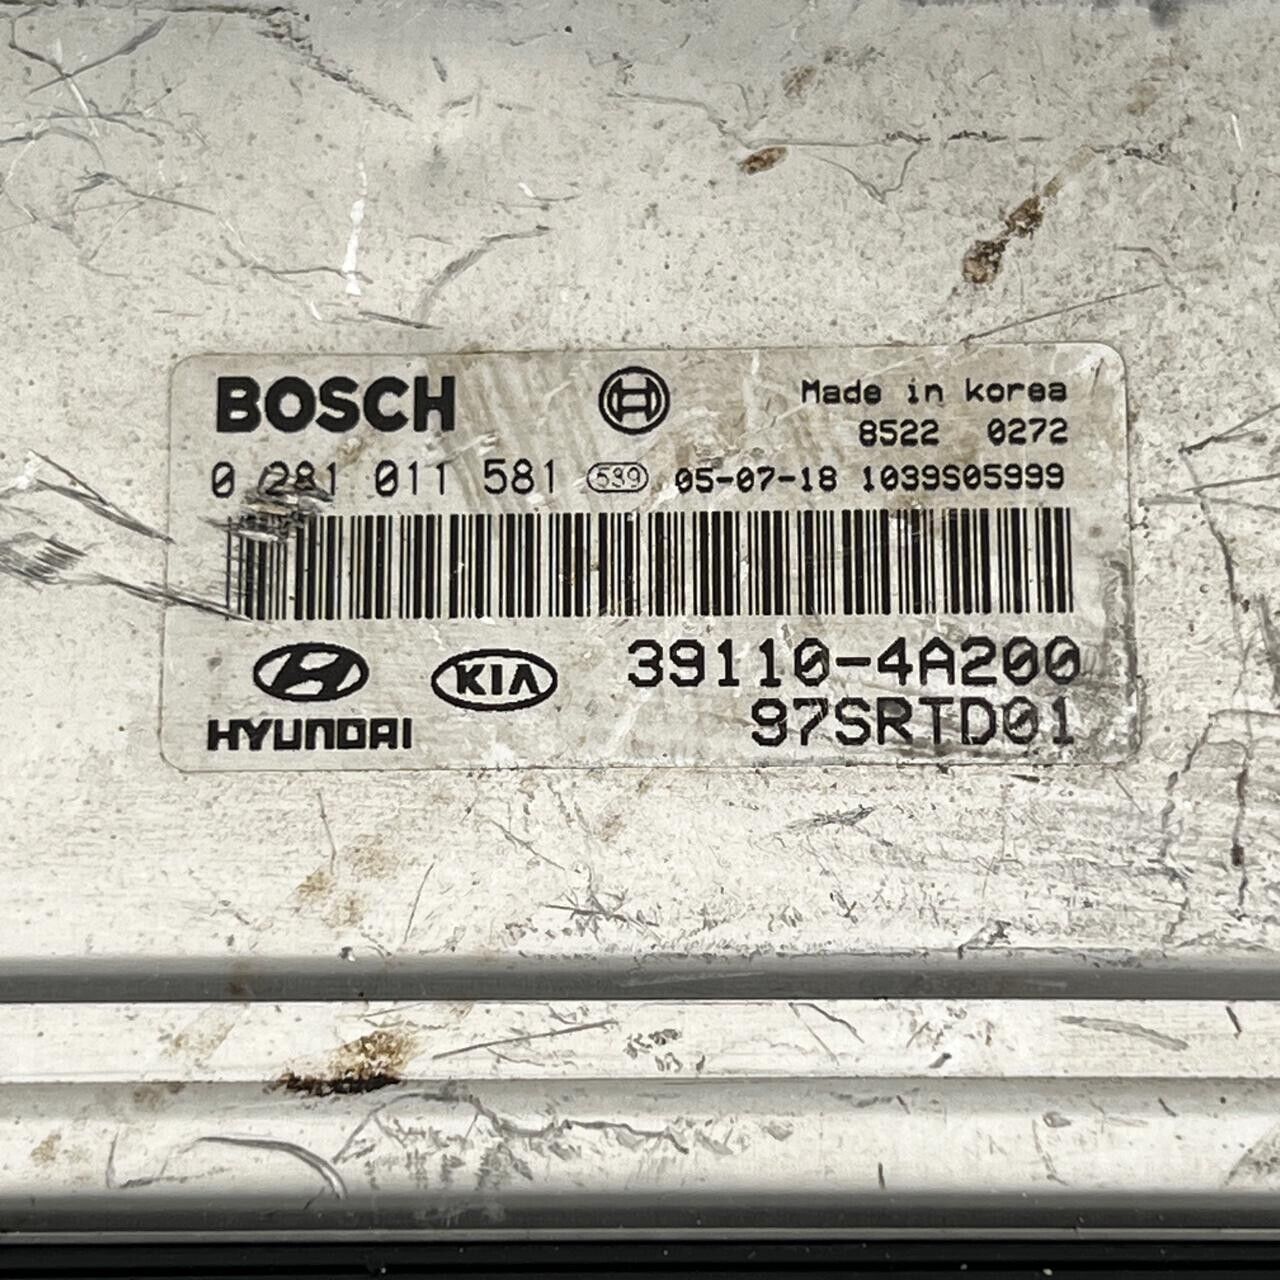 BOSCH
Made in korea
8522 0272
0 281 011 581 539 05-07-18 1039S05999
HYUNDAI
KIA
39110-4A200
97SRTD01